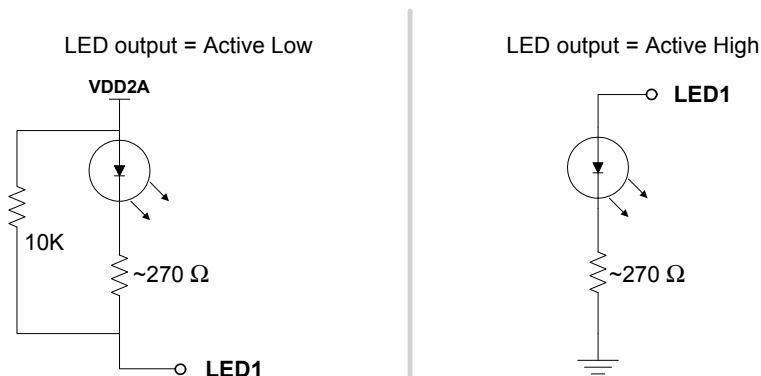 LED output = Active Low
VDD2A
10K
~270 Ω
LED1
LED output = Active High
LED1
~270 Ω